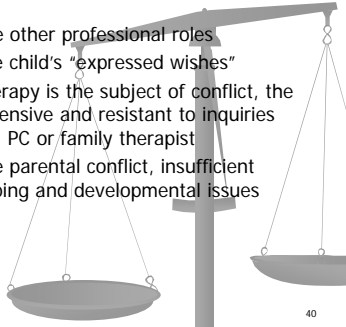 e other professional roles
e child's “expressed wishes”
erapy is the subject of conflict, the
ensive and resistant to inquiries
PC or family therapist
e parental conflict, insufficient
ping and developmental issues
40